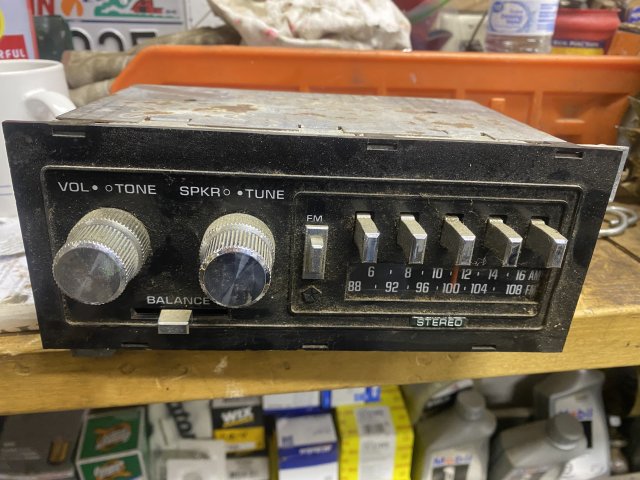 VOL • ○ TONE
SPKR ○ • TUNE
FM
6 8 10 12 14 16 AM
88 92 96 100 104 108 FM
BALANCE
STEREO
WIX